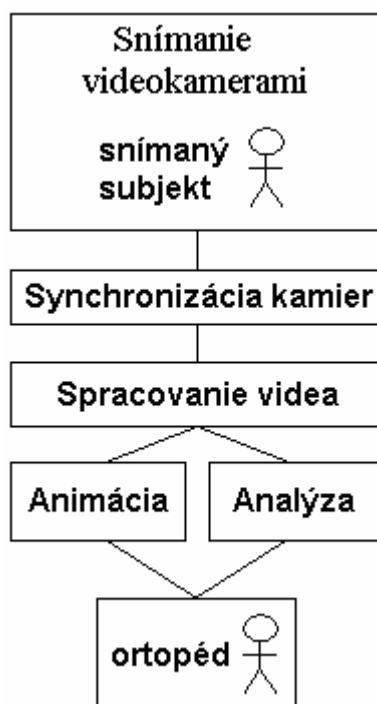 Snímanie
videokamerami
snímaný
subjekt
Synchronizácia kamier
Spracovanie videa
Animácia
Analýza
ortopéd